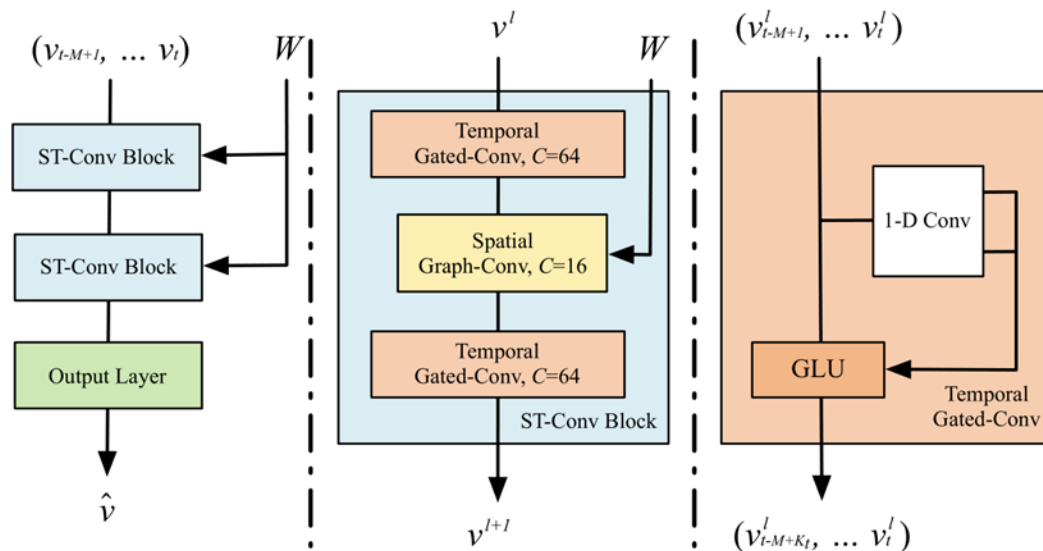 (v_{t-M+1}, ... v_t)
W
ST-Conv Block
ST-Conv Block
Output Layer
v̂
v^l
W
Temporal
Gated-Conv, C=64
Spatial
Graph-Conv, C=16
Temporal
Gated-Conv, C=64
ST-Conv Block
v^{l+1}
(v^l_{t-M+1}, ... v^l_t)
1-D Conv
GLU
Temporal
Gated-Conv
(v^l_{t-M+K_t}, ... v^l_t)